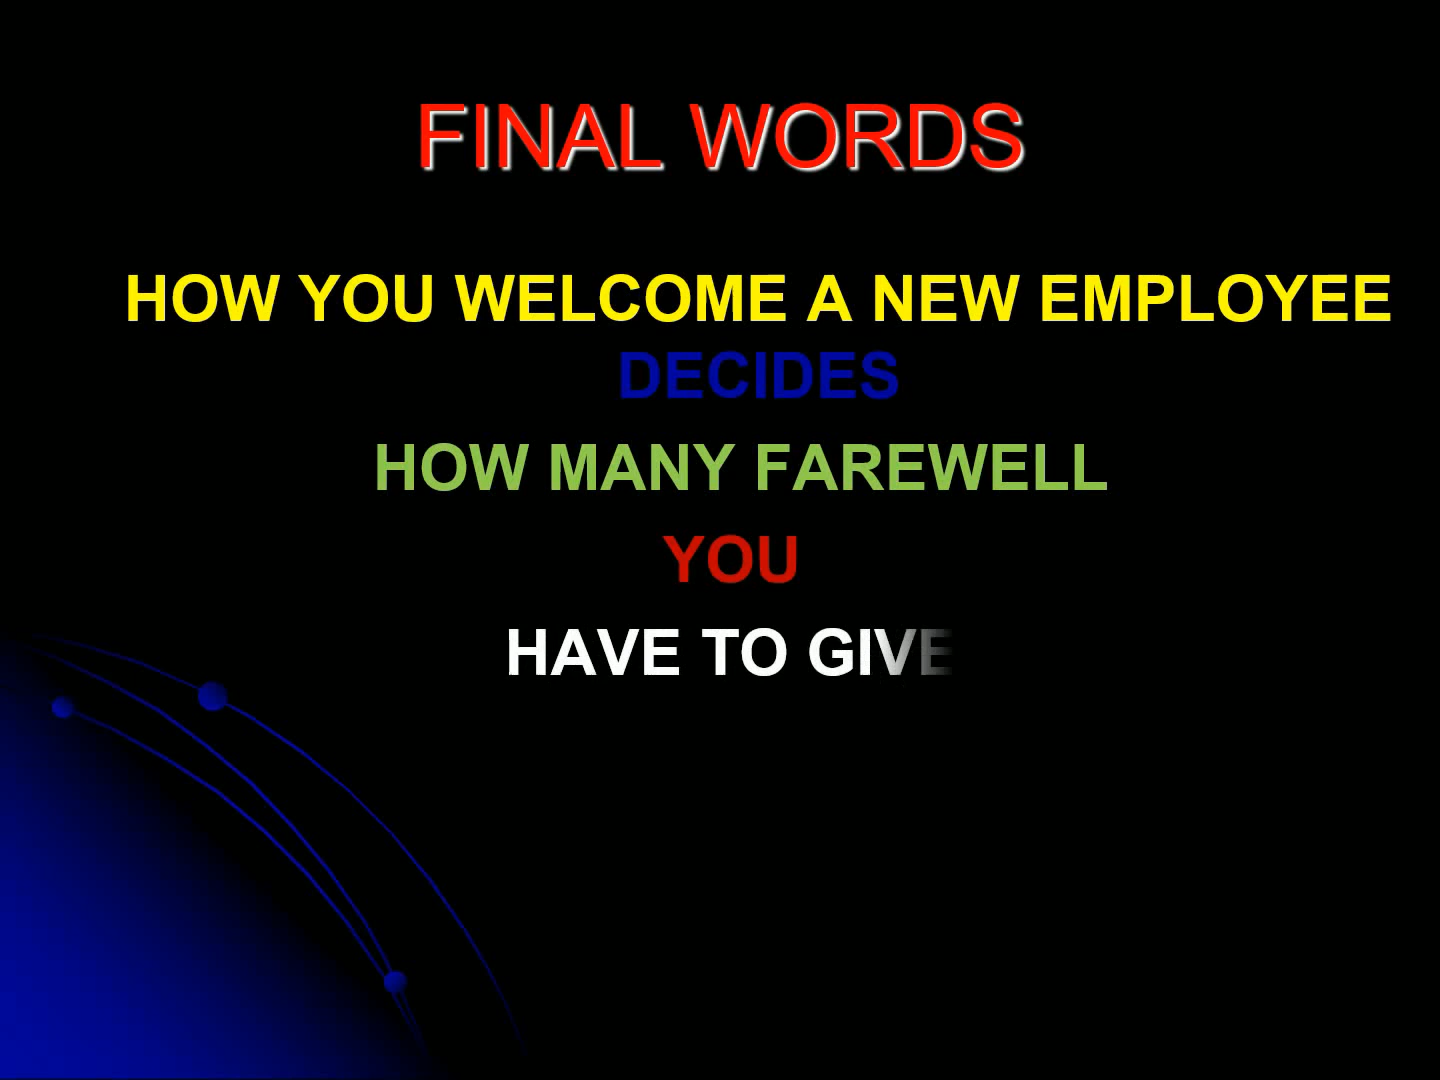 FINAL WORDS
HOW YOU WELCOME A NEW EMPLOYEE
DECIDES
HOW MANY FAREWELL
YOU
HAVE TO GIVE